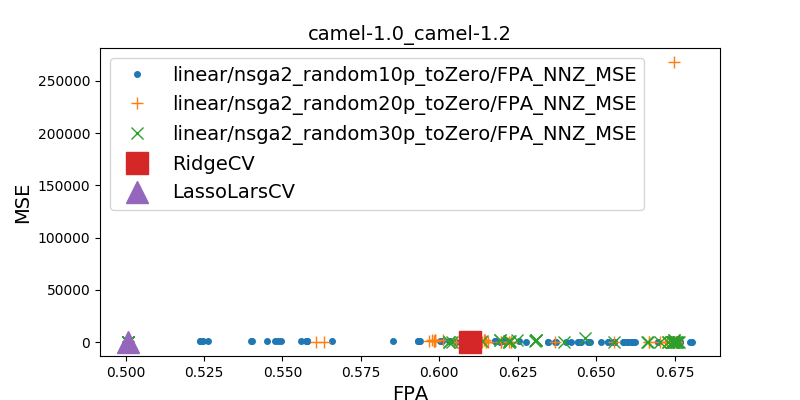 camel-1.0_camel-1.2
linear/nsga2_random10p_toZero/FPA_NNZ_MSE
linear/nsga2_random20p_toZero/FPA_NNZ_MSE
linear/nsga2_random30p_toZero/FPA_NNZ_MSE
RidgeCV
LassoLarsCV
MSE
250000
200000
150000
100000
50000
0
0.500 0.525 0.550 0.575 0.600 0.625 0.650 0.675
FPA